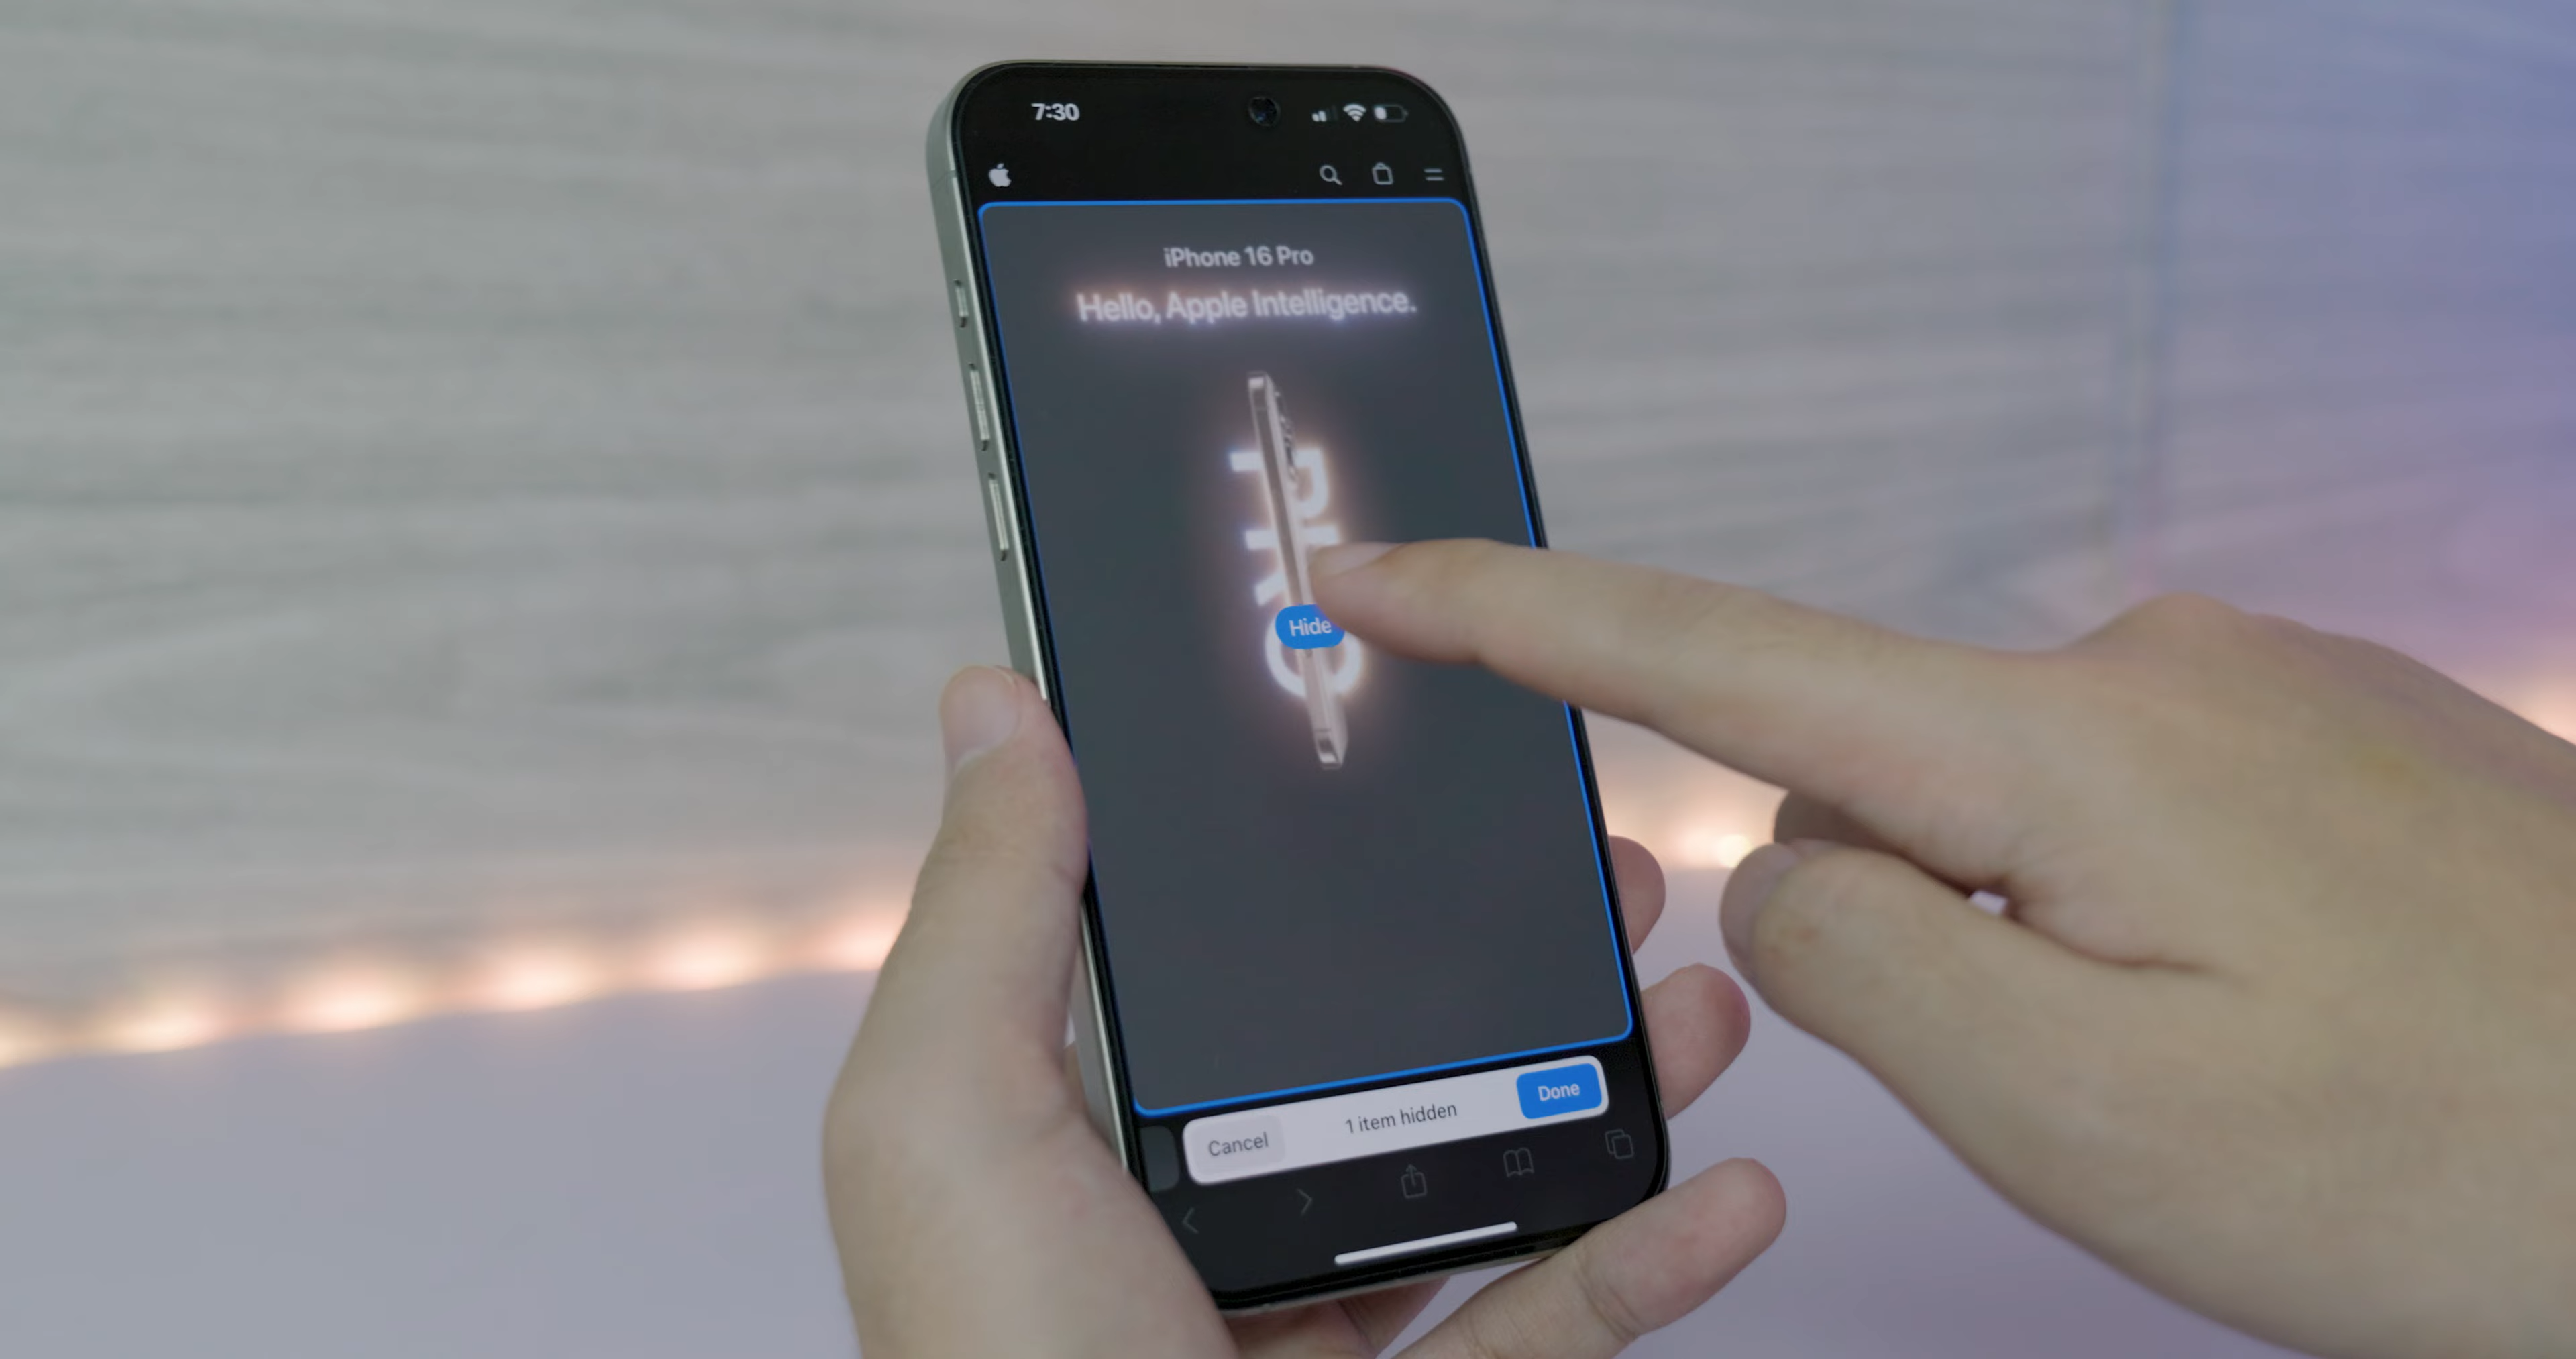 7:30
iPhone 16 Pro
Hello, Apple Intelligence.
PRO
Hide
Cancel
1 item hidden
Done